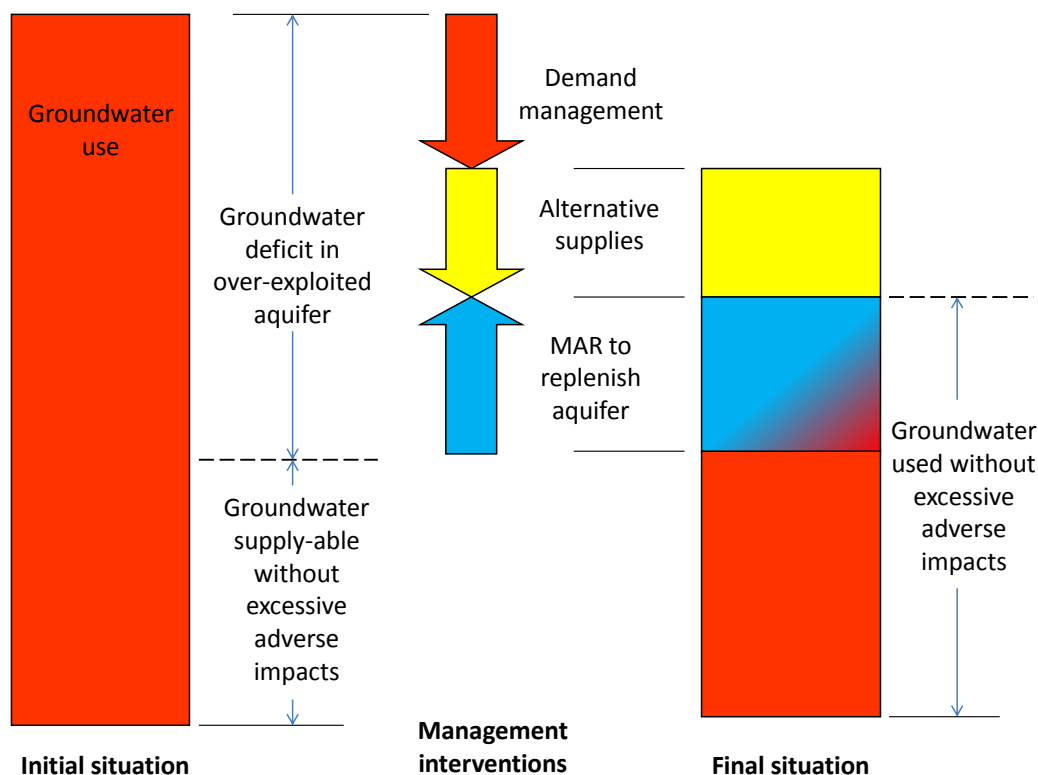 Groundwater
use
Groundwater
deficit in
over-exploited
aquifer
Groundwater
supply-able
without
excessive
adverse
impacts
Initial situation
Demand
management
Alternative
supplies
MAR to
replenish
aquifer
Management
interventions
Groundwater
used without
excessive
adverse
impacts
Final situation